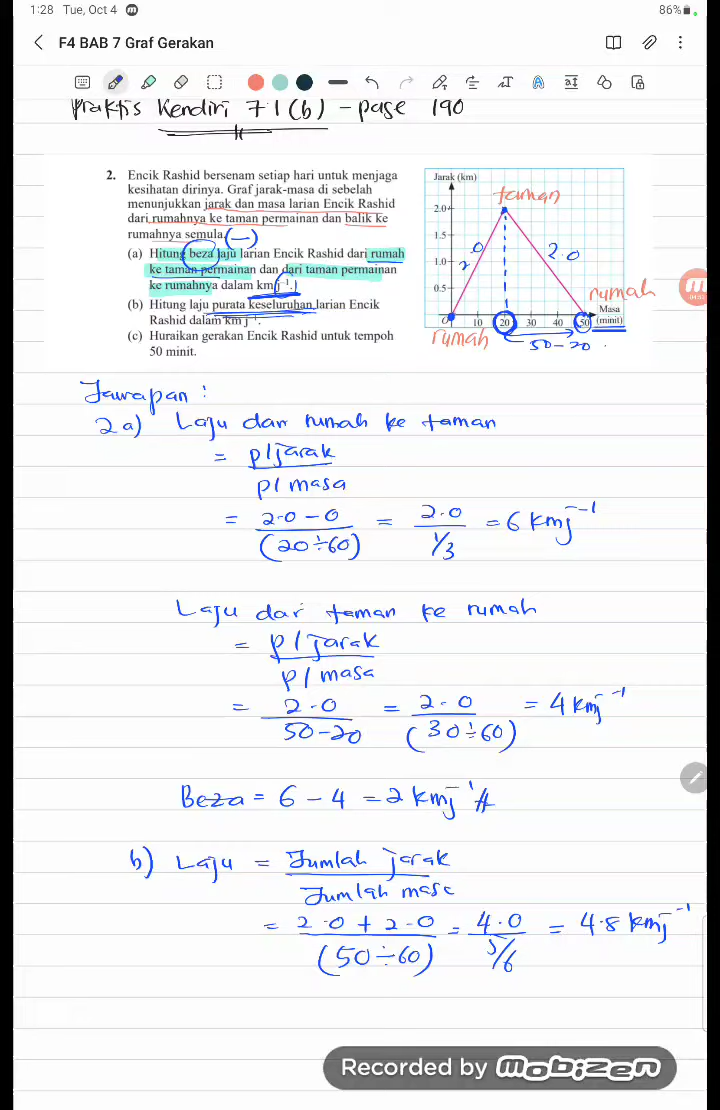 1:28 Tue, Oct 4
86%
F4 BAB 7 Graf Gerakan
Praktis Kendiri 7.1 (b) - page 190
2. Encik Rashid bersenam setiap hari untuk menjaga
kesihatan dirinya. Graf jarak-masa di sebelah
menunjukkan jarak dan masa larian Encik Rashid
dari rumahnya ke taman permainan dan balik ke
rumahnya semula. (-)
(a) Hitung beza laju larian Encik Rashid dari rumah
ke taman permainan dan dari taman permainan
ke rumahnya dalam km j⁻¹.
(b) Hitung laju purata keseluruhan larian Encik
Rashid dalam km j⁻¹.
(c) Huraikan gerakan Encik Rashid untuk tempoh
50 minit.
Jarak (km)
taman
2.0
1.5
1.0
0.5
2.0
2.0
rumah
Masa
(minit)
0 10 20 30 40 50
rumah
50 - 20
Jawapan :
2a) Laju dari rumah ke taman
= p/jarak
p/masa
= 2.0 - 0 = 2.0 = 6 kmj⁻¹
(20 ÷ 60) 1/3
Laju dari taman ke rumah
= p/jarak
p/masa
= 2.0 = 2.0 = 4 kmj⁻¹
50 - 20 (30 ÷ 60)
Beza = 6 - 4 = 2 kmj⁻¹ #
b) Laju = Jumlah jarak
Jumlah masa
= 2.0 + 2.0 = 4.0 = 4.8 kmj⁻¹
(50 ÷ 60) 5/6
Recorded by mobizen